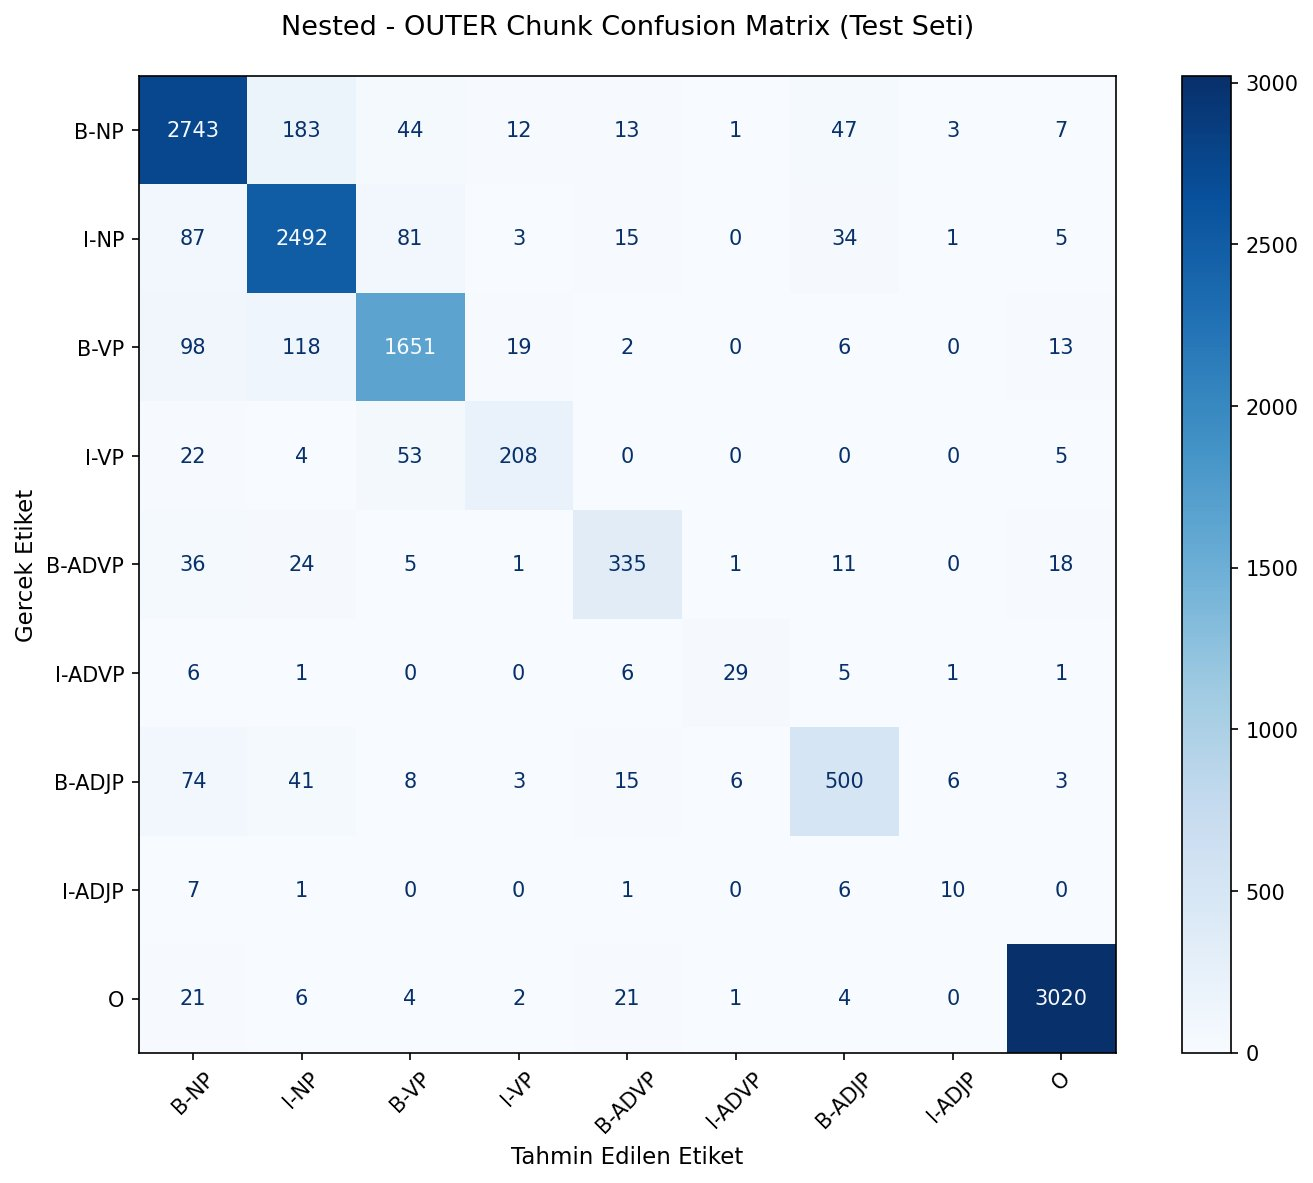 Nested - OUTER Chunk Confusion Matrix (Test Seti)
B-NP 2743 183 44 12 13 1 47 3 7
I-NP 87 2492 81 3 15 0 34 1 5
B-VP 98 118 1651 19 2 0 6 0 13
I-VP 22 4 53 208 0 0 0 0 5
B-ADVP 36 24 5 1 335 1 11 0 18
I-ADVP 6 1 0 0 6 29 5 1 1
B-ADJP 74 41 8 3 15 6 500 6 3
I-ADJP 7 1 0 0 1 0 6 10 0
O 21 6 4 2 21 1 4 0 3020
B-NP I-NP B-VP I-VP B-ADVP I-ADVP B-ADJP I-ADJP O
Tahmin Edilen Etiket
Gercek Etiket
3000
2500
2000
1500
1000
500
0